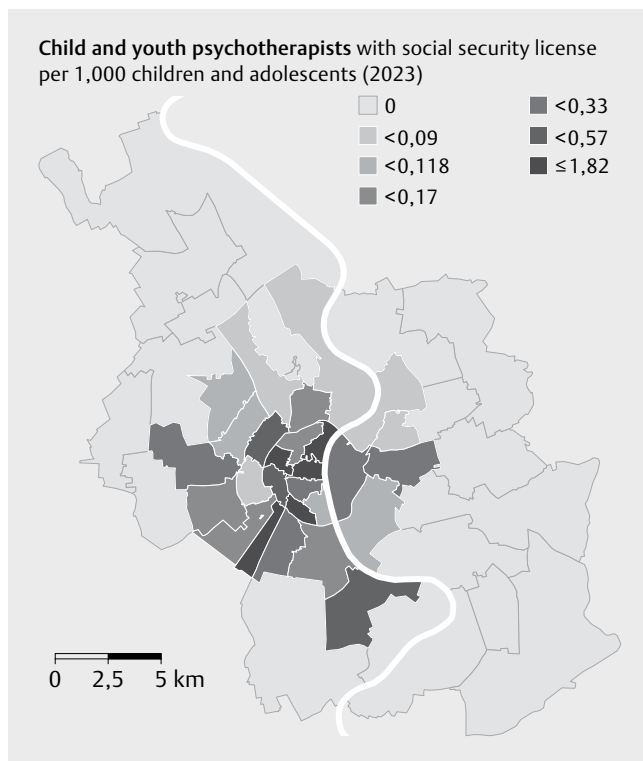 Child and youth psychotherapists with social security license
per 1,000 children and adolescents (2023)
0
<0,09
<0,118
<0,17
<0,33
<0,57
≤1,82
0 2,5 5 km